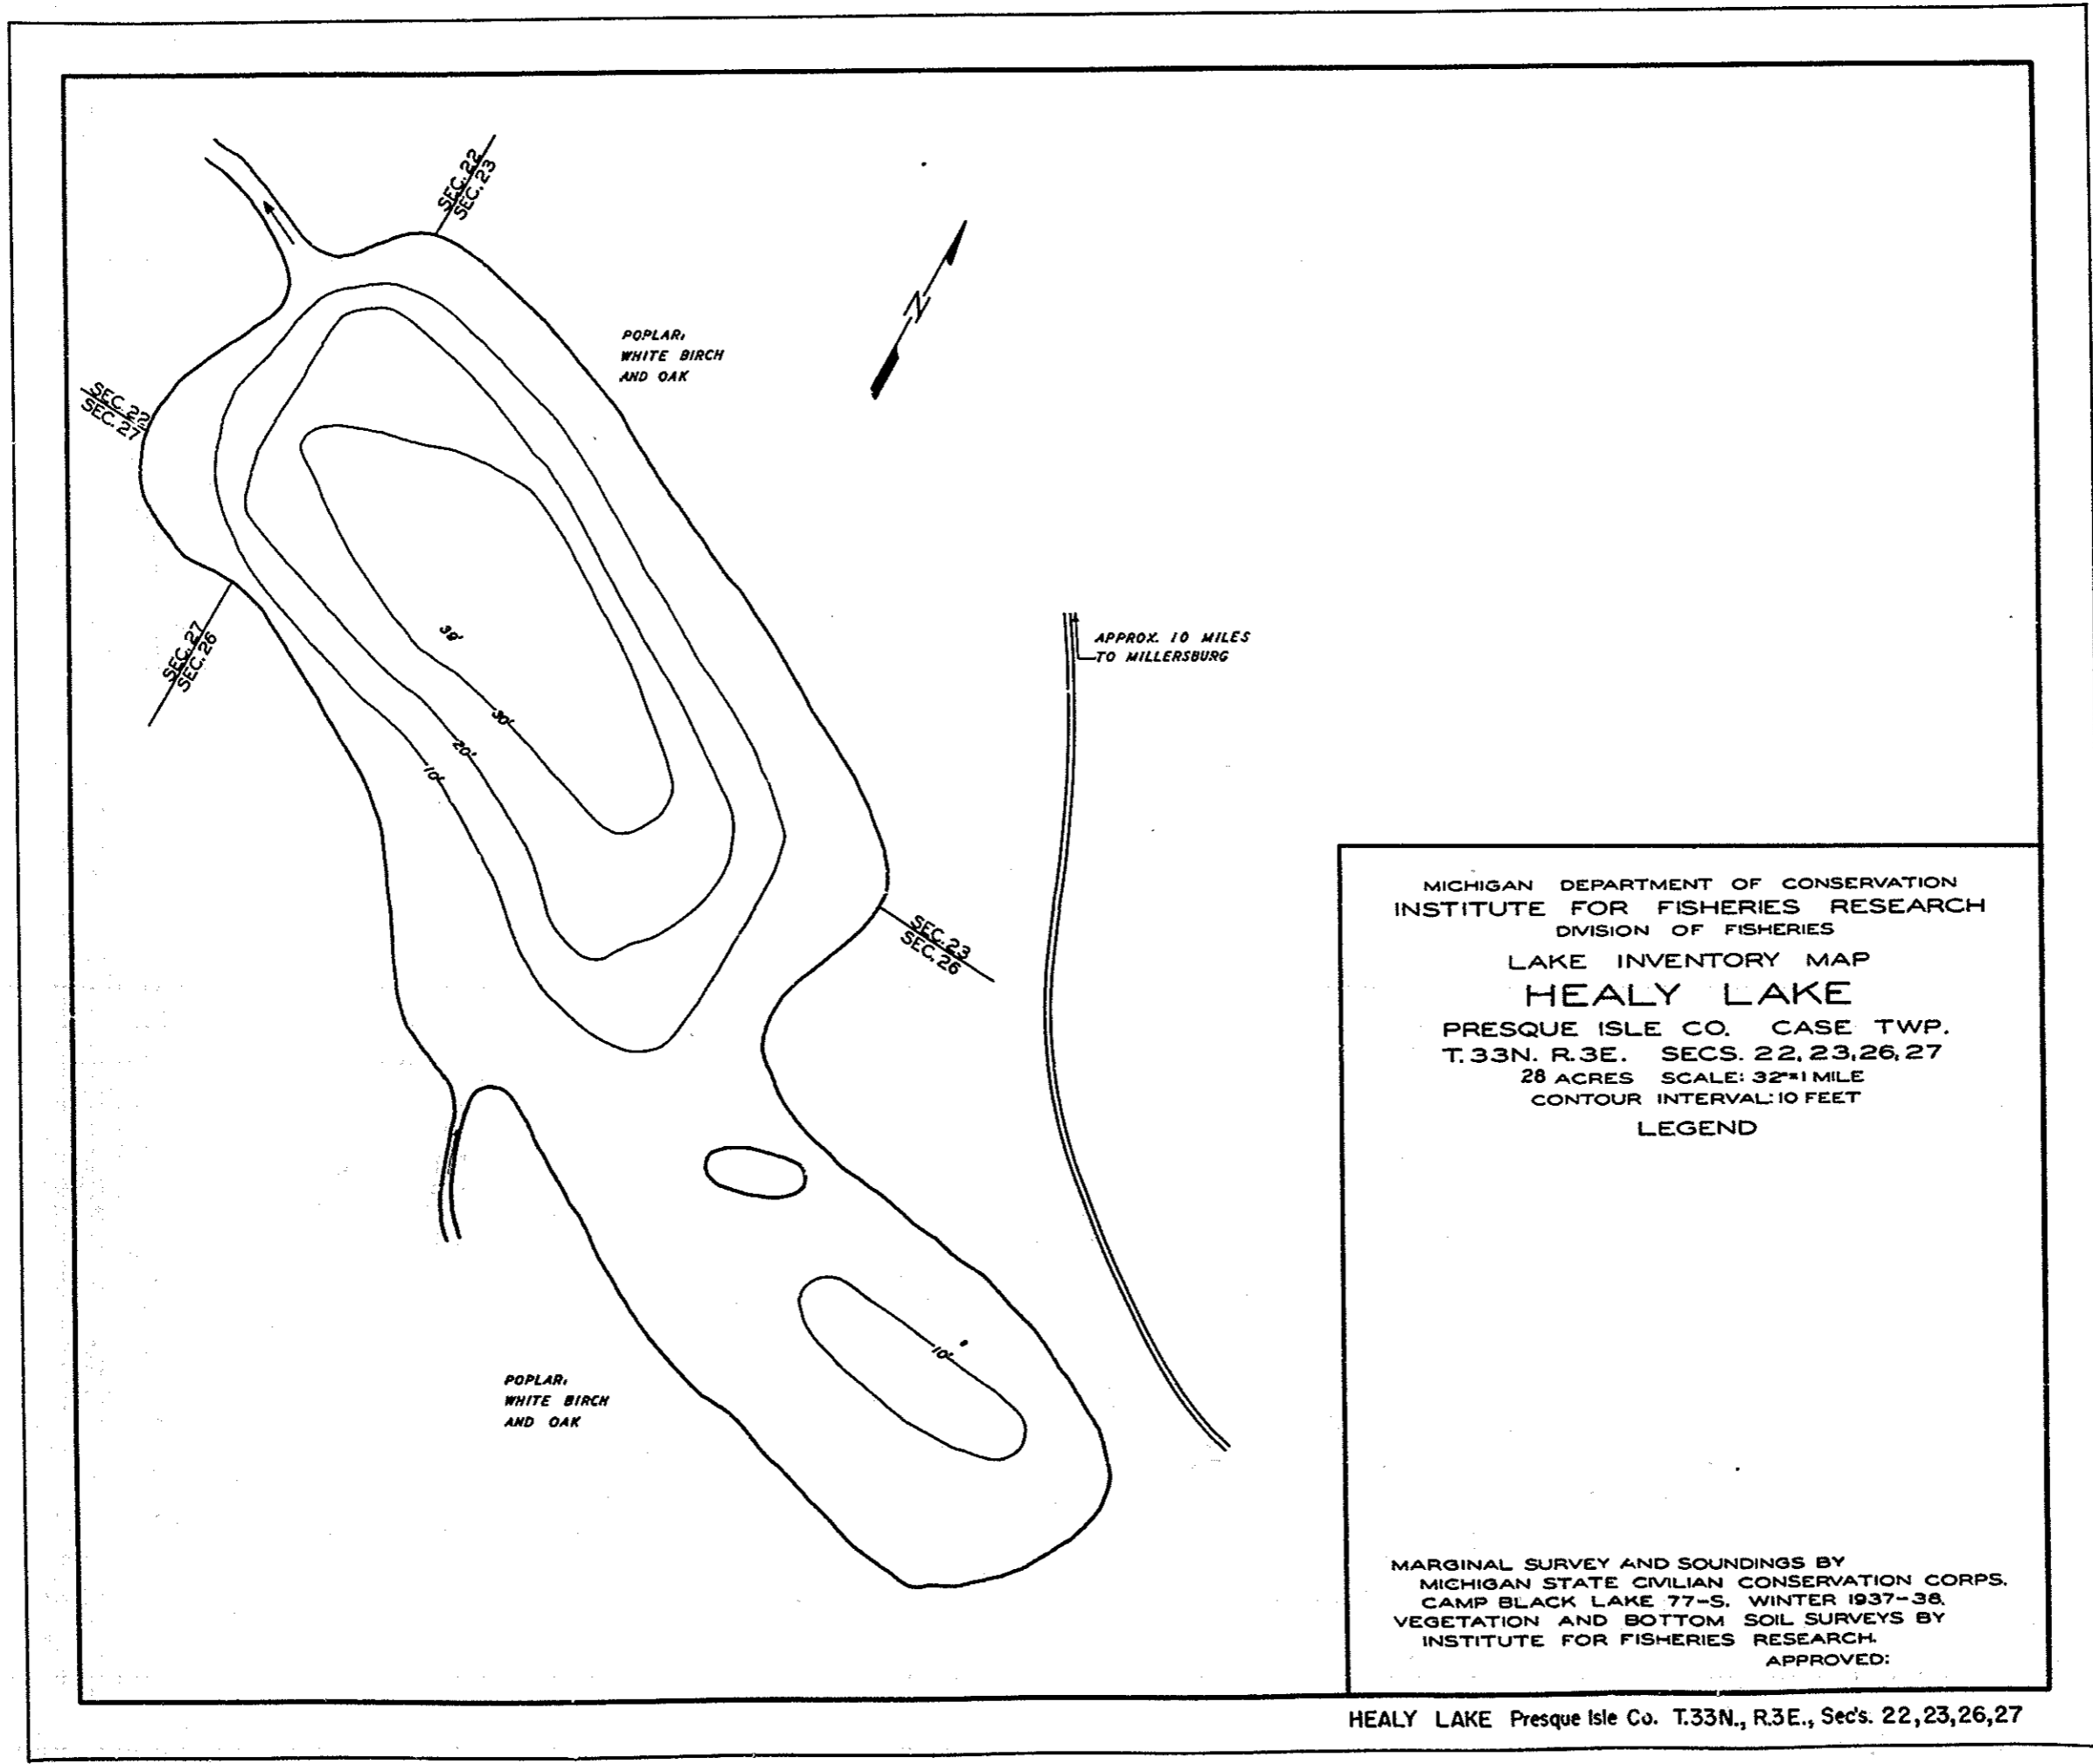 SEC. 22
SEC. 23
N
POPLAR,
WHITE BIRCH
AND OAK
SEC. 22
SEC. 27
SEC. 27
SEC. 26
APPROX. 10 MILES
TO MILLERSBURG
30'
20'
10'
SEC. 23
SEC. 26
10'
POPLAR,
WHITE BIRCH
AND OAK
MICHIGAN DEPARTMENT OF CONSERVATION
INSTITUTE FOR FISHERIES RESEARCH
DIVISION OF FISHERIES
LAKE INVENTORY MAP
HEALY LAKE
PRESQUE ISLE CO. CASE TWP.
T. 33N. R. 3E. SECS. 22, 23, 26, 27
28 ACRES SCALE: 32"=1 MILE
CONTOUR INTERVAL: 10 FEET
LEGEND
MARGINAL SURVEY AND SOUNDINGS BY
MICHIGAN STATE CIVILIAN CONSERVATION CORPS.
CAMP BLACK LAKE 77-S. WINTER 1937-38.
VEGETATION AND BOTTOM SOIL SURVEYS BY
INSTITUTE FOR FISHERIES RESEARCH.
APPROVED:
HEALY LAKE Presque Isle Co. T.33N., R.3E., Sec's. 22,23,26,27